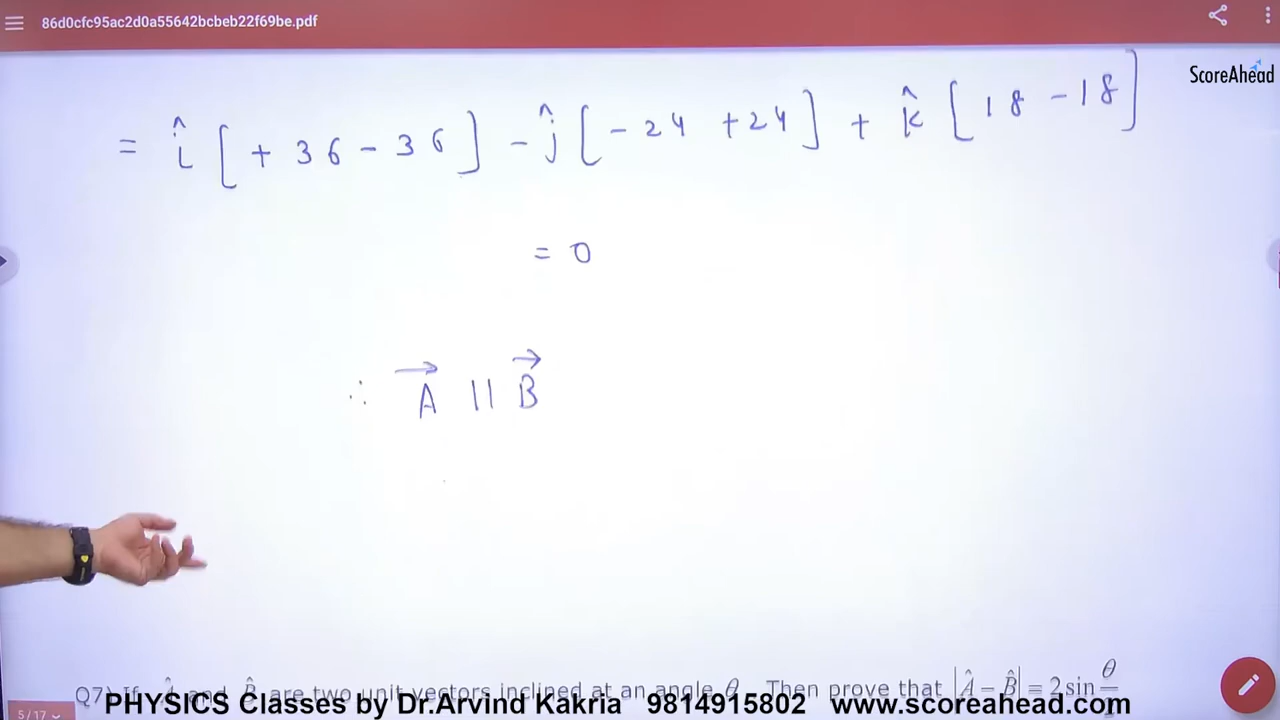 86d0cfc95ac2d0a55642bcbeb22f69be.pdf
ScoreAhead
= î [ + 36 - 36 ] - ĵ [ - 24 + 24 ] + k̂ [ 18 - 18 ]
= 0
∴ A⃗ || B⃗
Q7) If Â and B̂ are two unit vectors inclined at an angle θ . Then prove that |Â - B̂| = 2 sin θ
PHYSICS Classes by Dr.Arvind Kakria 9814915802 www.scoreahead.com
5/17